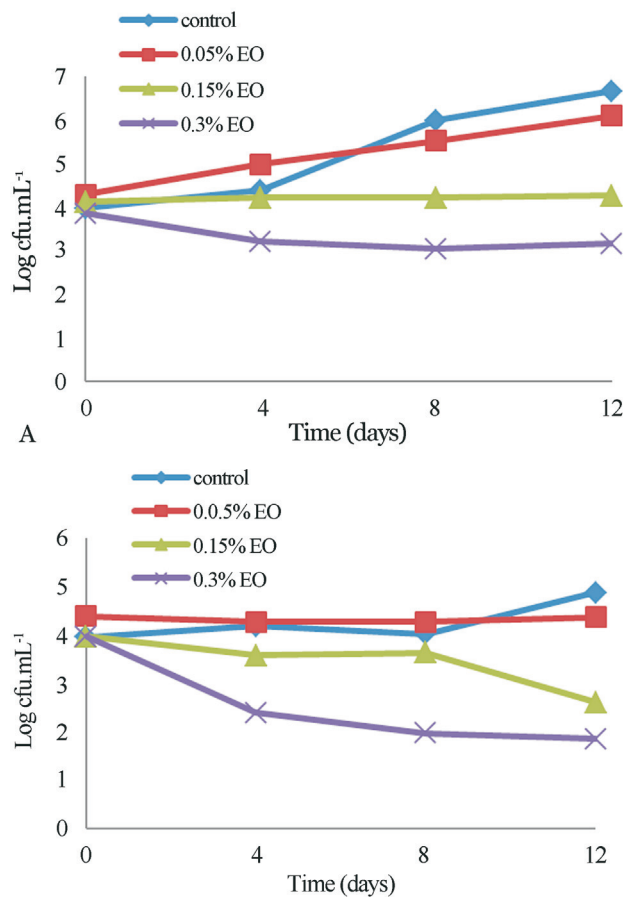 control
0.05% EO
0.15% EO
0.3% EO
7
6
5
4
3
2
1
0
Log cfu.mL⁻¹
0 4 8 12
Time (days)
A
control
0.0.5% EO
0.15% EO
0.3% EO
6
5
4
3
2
1
0
Log cfu.mL⁻¹
0 4 8 12
Time (days)